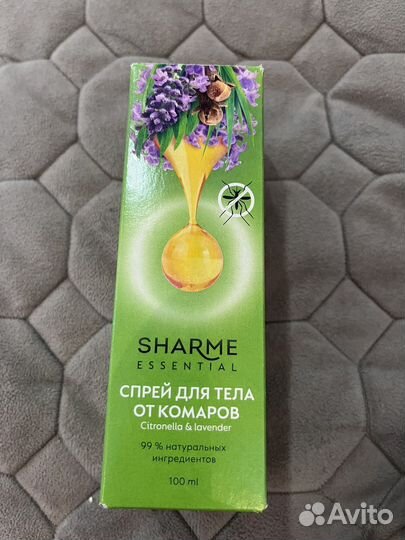 SHARME
ESSENTIAL
СПРЕЙ ДЛЯ ТЕЛА
ОТ КОМАРОВ
Citronella & lavender
99 % натуральных
ингредиентов
100 ml
Avito